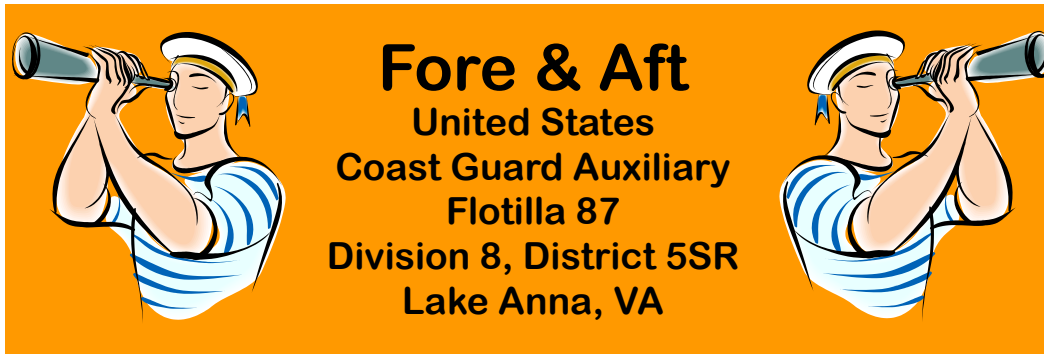 Fore & Aft
United States
Coast Guard Auxiliary
Flotilla 87
Division 8, District 5SR
Lake Anna, VA